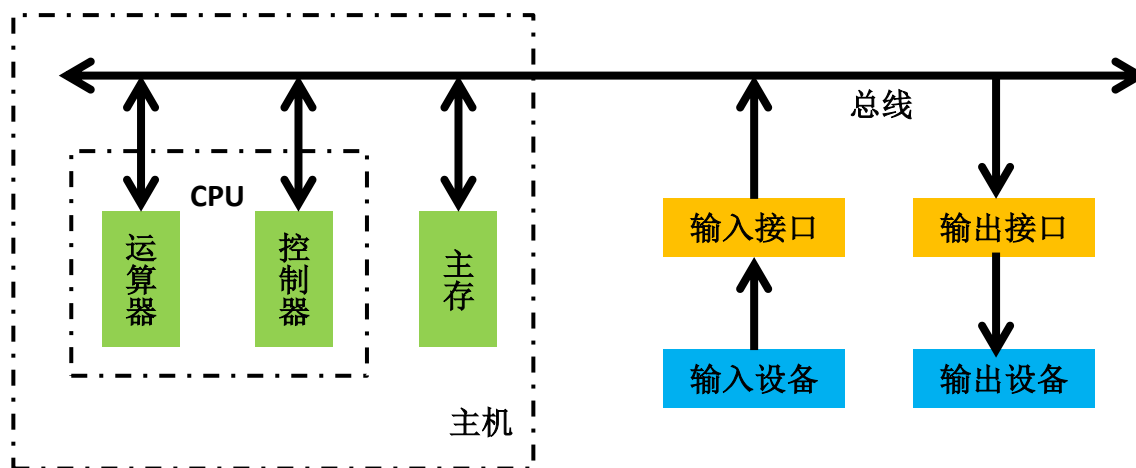 总线
CPU
运算器
控制器
主存
输入接口
输出接口
输入设备
输出设备
主机